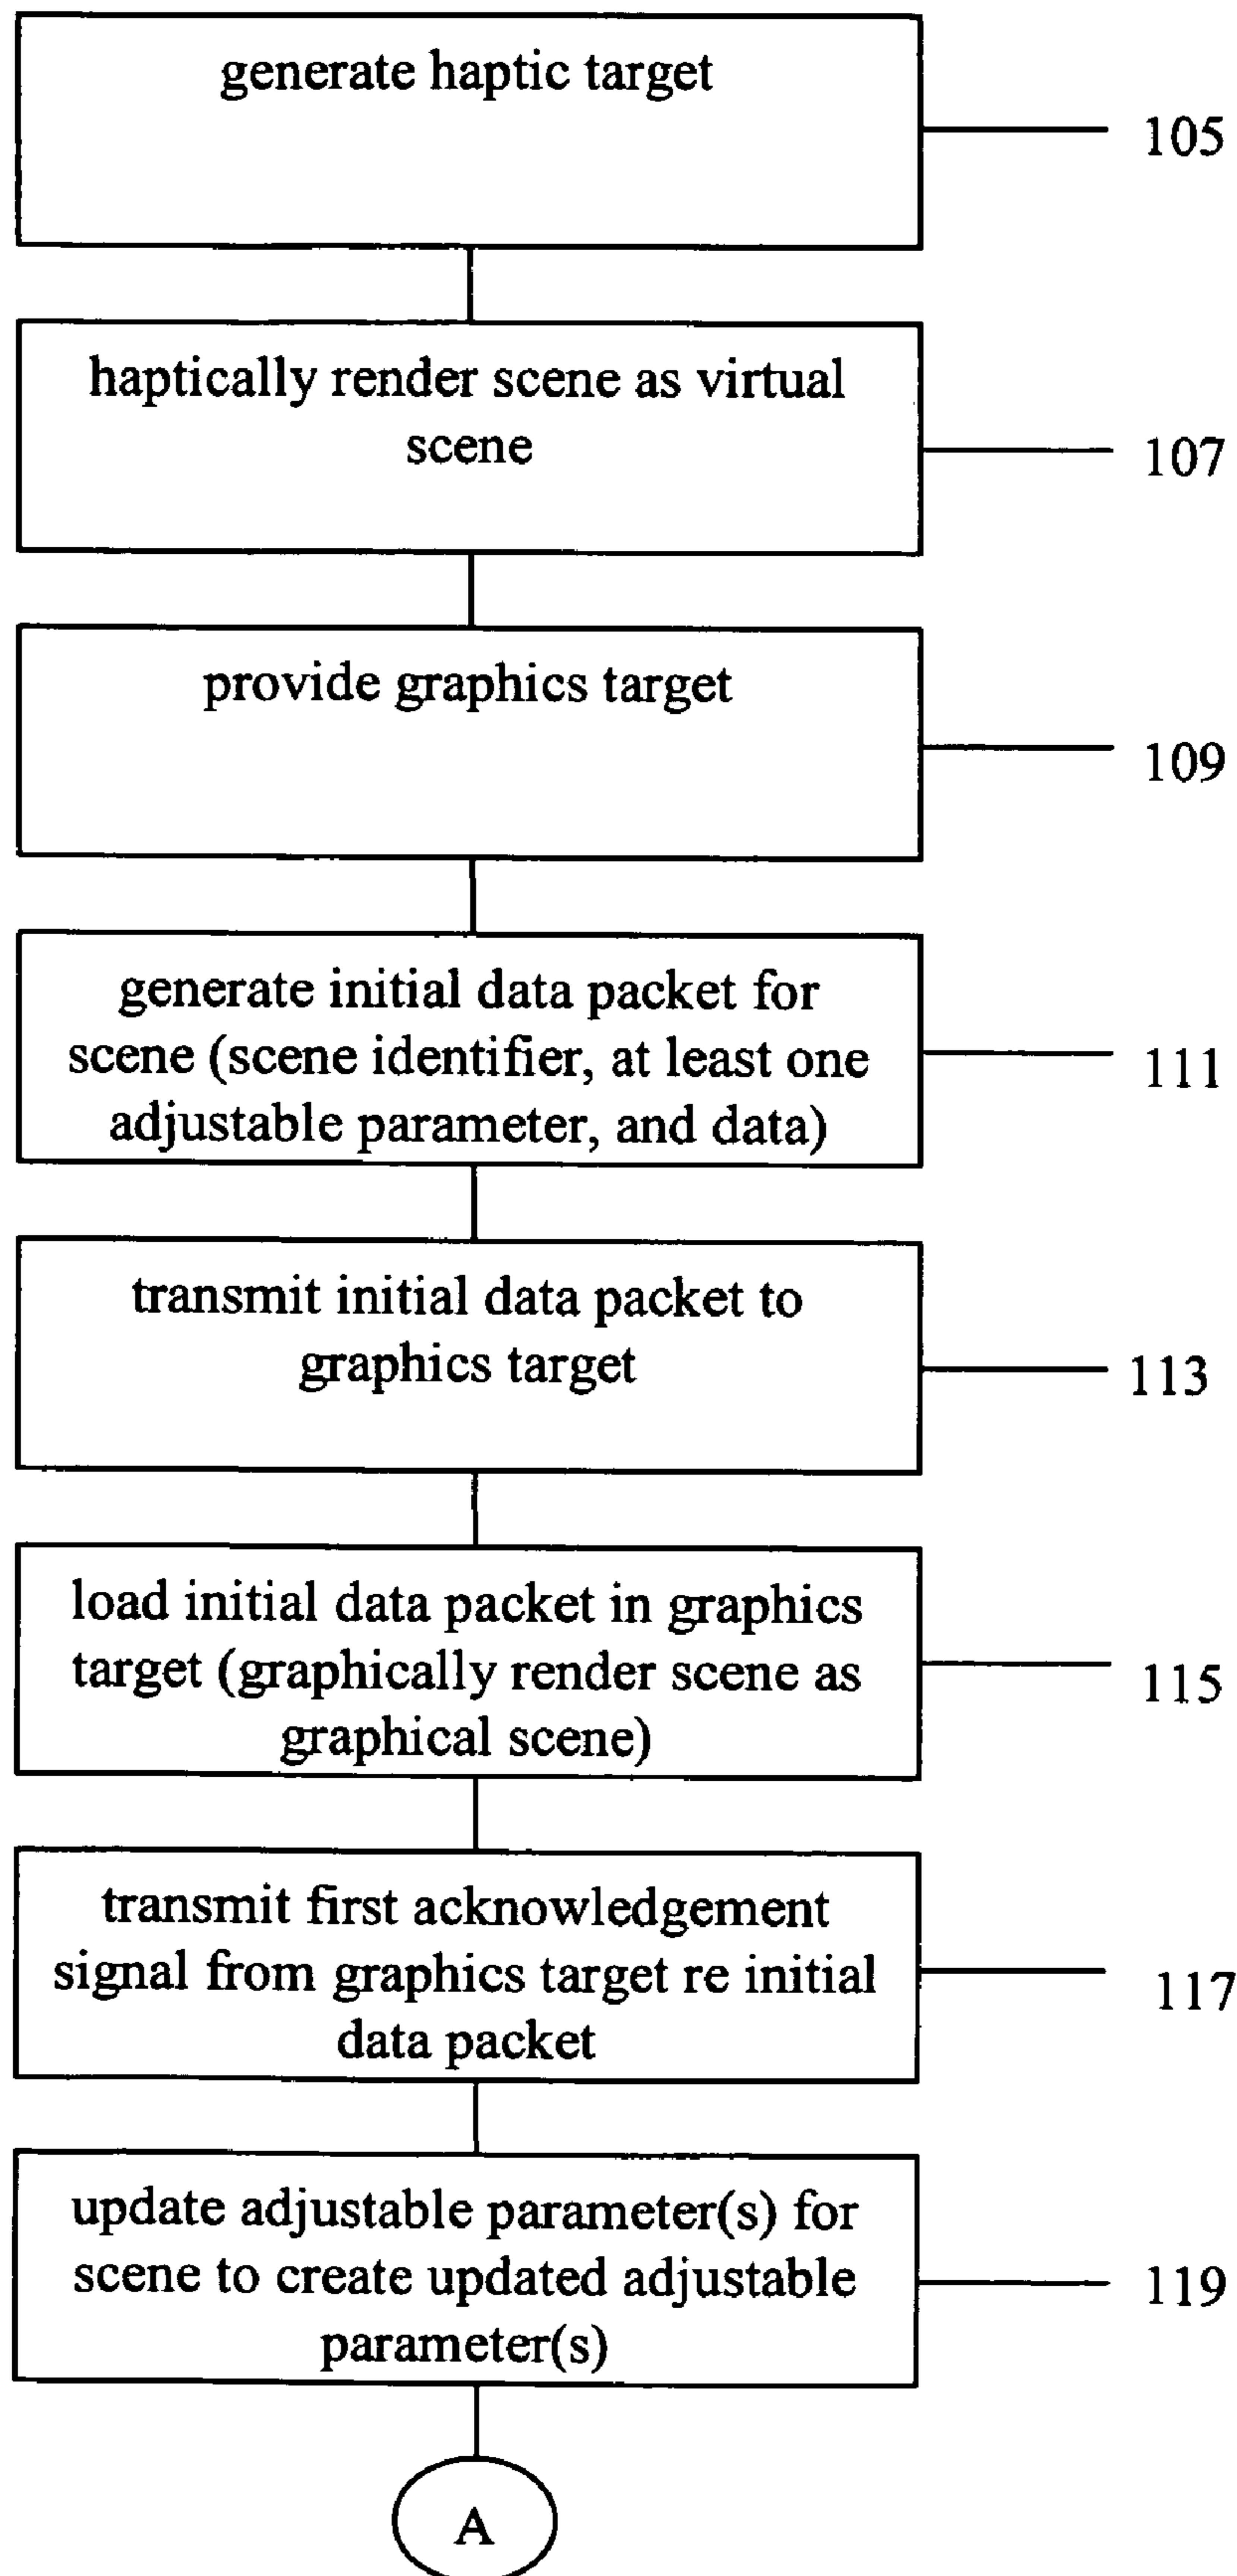 generate haptic target
105
haptically render scene as virtual
scene
107
provide graphics target
109
generate initial data packet for
scene (scene identifier, at least one
adjustable parameter, and data)
111
transmit initial data packet to
graphics target
113
load initial data packet in graphics
target (graphically render scene as
graphical scene)
115
transmit first acknowledgement
signal from graphics target re initial
data packet
117
update adjustable parameter(s) for
scene to create updated adjustable
parameter(s)
119
A